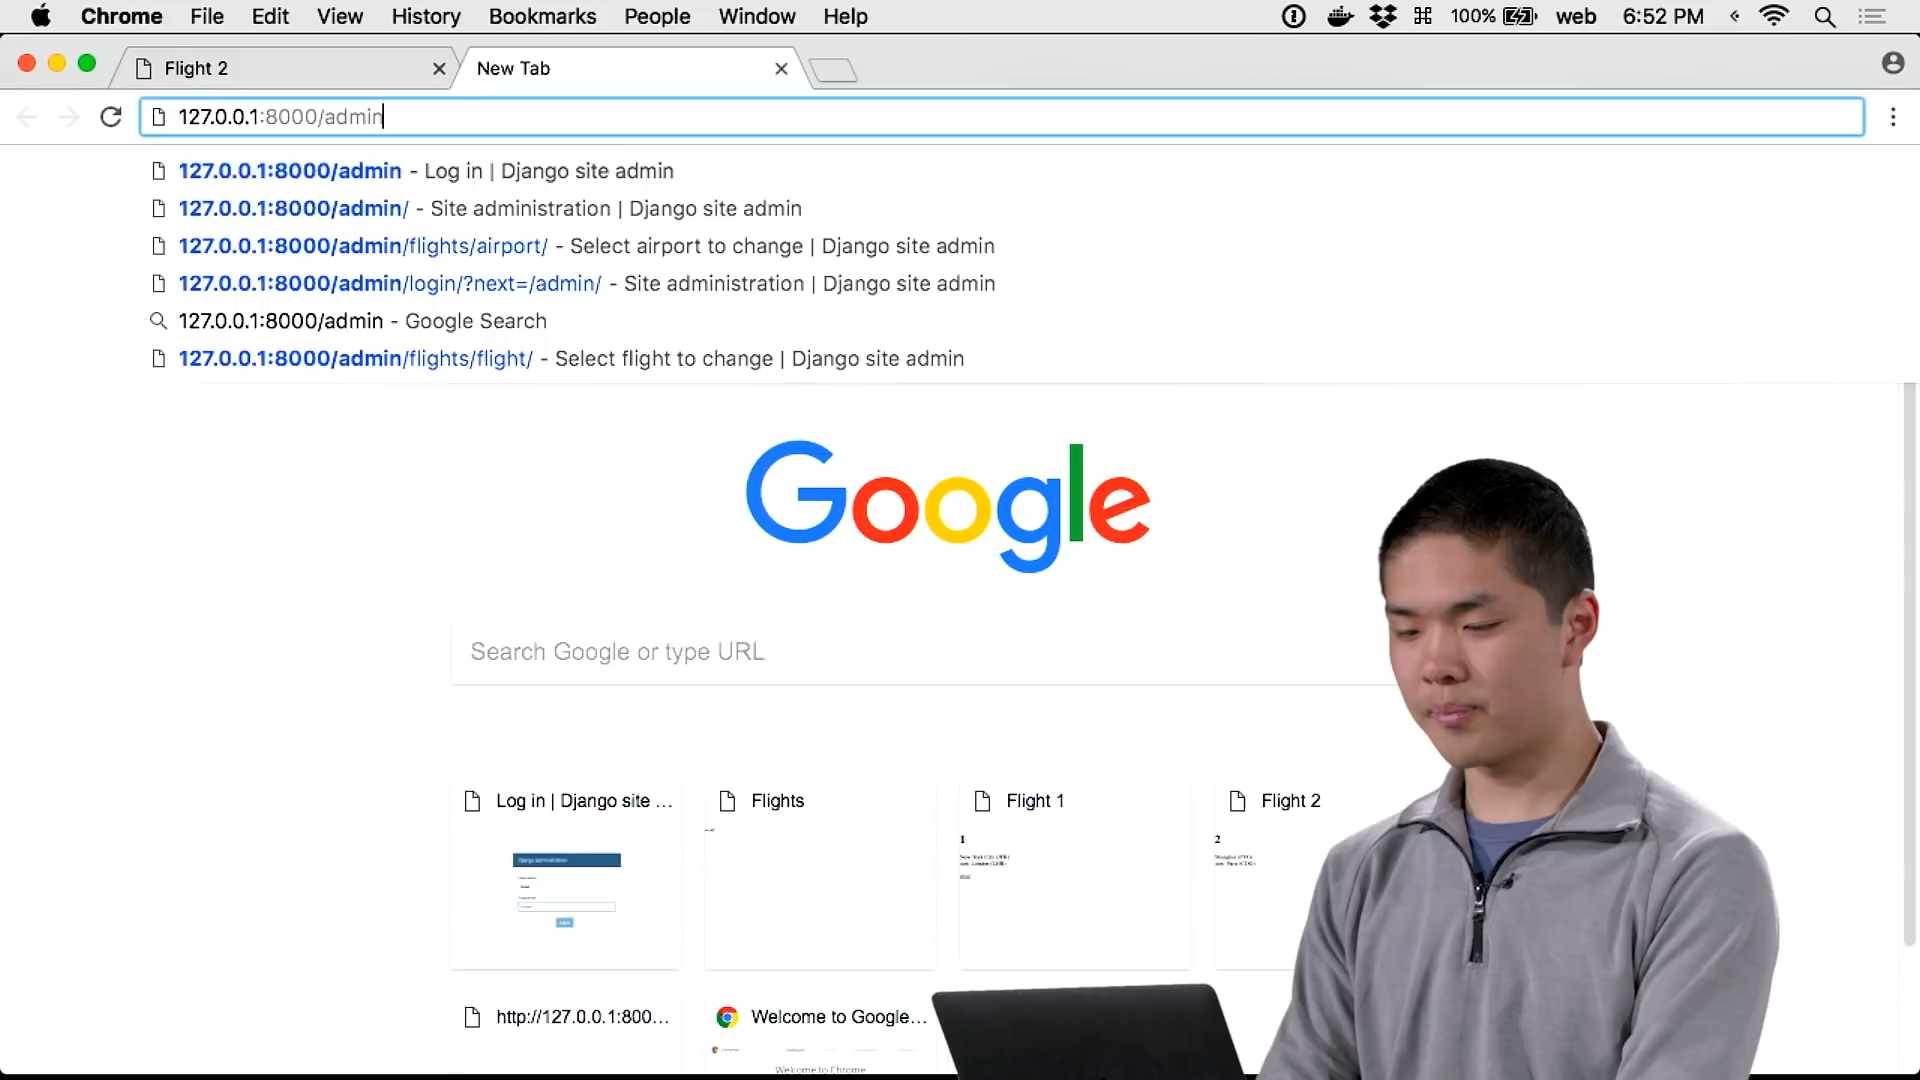 Chrome File Edit View History Bookmarks People Window Help 100% web 6:52 PM
Flight 2 New Tab
127.0.0.1:8000/admin
127.0.0.1:8000/admin - Log in | Django site admin
127.0.0.1:8000/admin/ - Site administration | Django site admin
127.0.0.1:8000/admin/flights/airport/ - Select airport to change | Django site admin
127.0.0.1:8000/admin/login/?next=/admin/ - Site administration | Django site admin
127.0.0.1:8000/admin - Google Search
127.0.0.1:8000/admin/flights/flight/ - Select flight to change | Django site admin
Google
Search Google or type URL
Log in | Django site ... Flights Flight 1 Flight 2
1
2
Django administration
http://127.0.0.1:800... Welcome to Google...
Welcome to Chrome